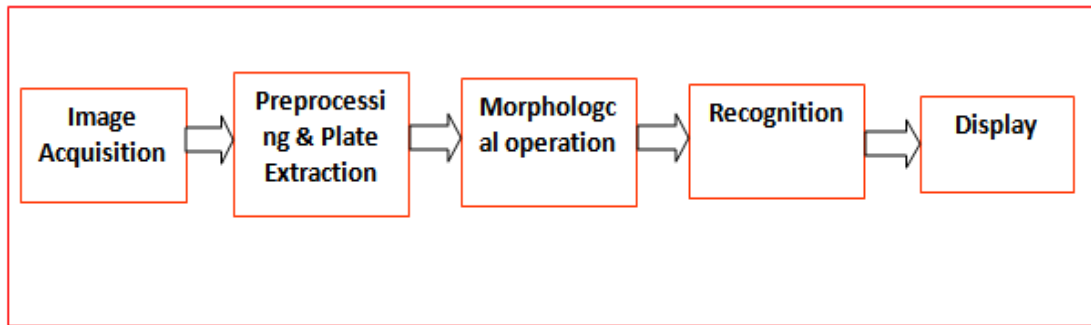 Image
Acquisition
Preprocessi
ng & Plate
Extraction
Morphologc
al operation
Recognition
Display